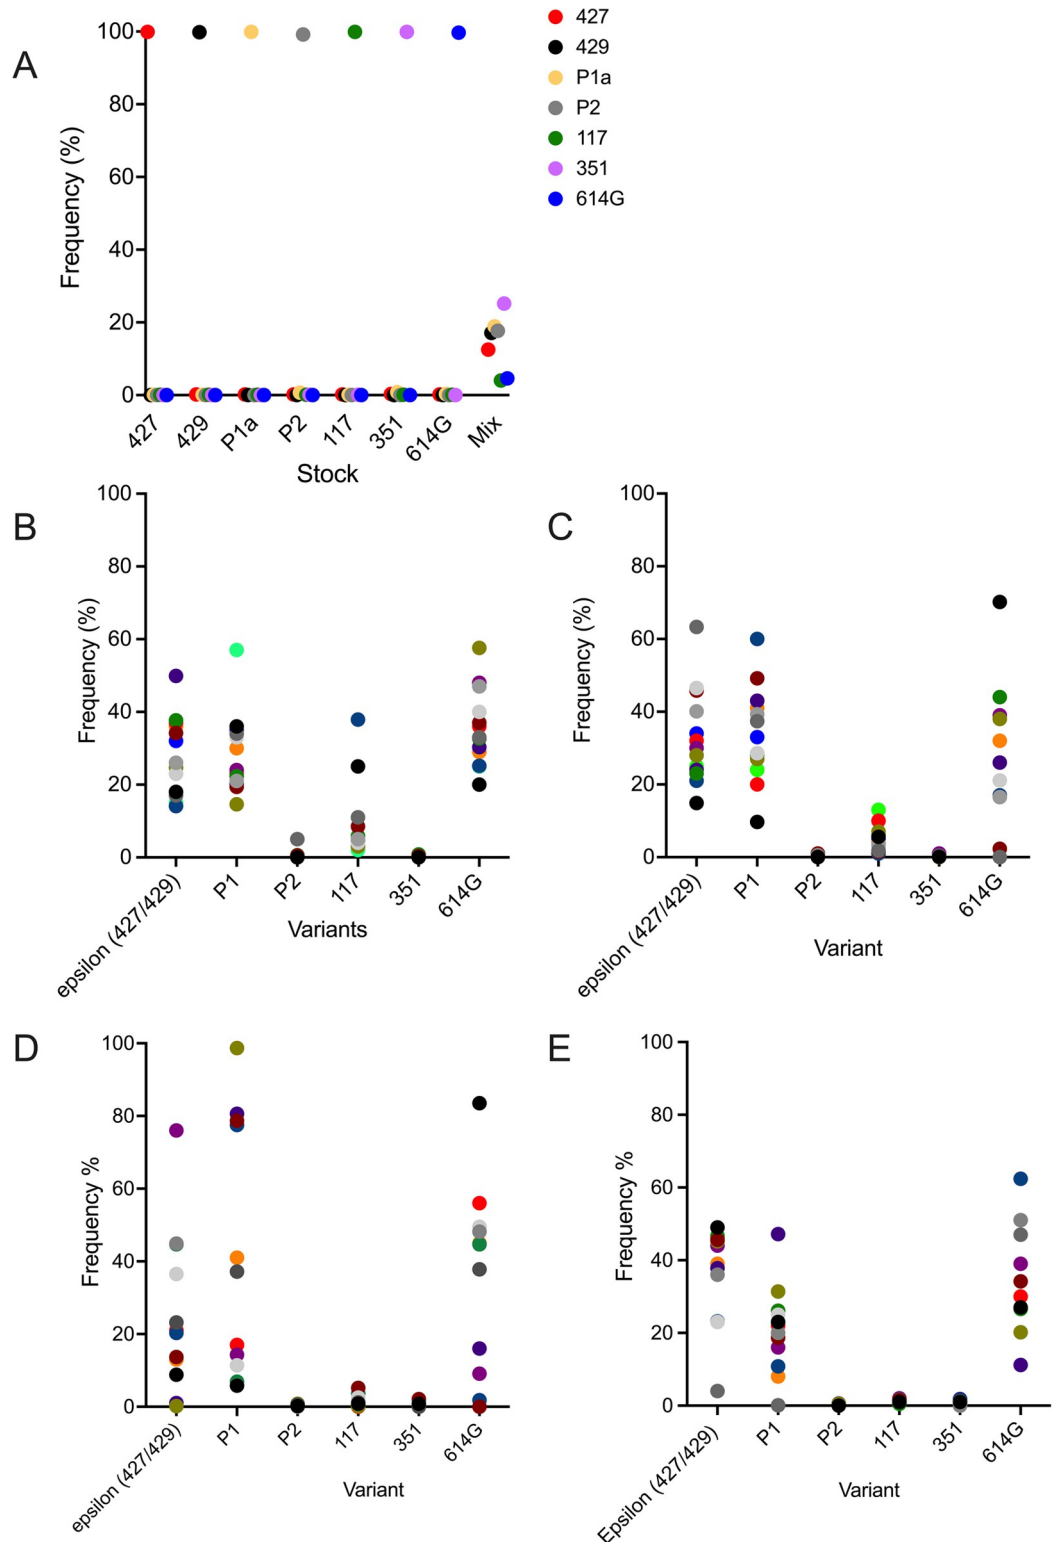 A
Frequency (%)
100
80
60
40
20
0
427
429
P1a
P2
117
351
614G
Mix
Stock
427
429
P1a
P2
117
351
614G
B
Frequency (%)
100
80
60
40
20
0
epsilon (427/429)
P1
P2
117
351
614G
Variants
C
Frequency (%)
100
80
60
40
20
0
epsilon (427/429)
P1
P2
117
351
614G
Variant
D
Frequency %
100
80
60
40
20
0
epsilon (427/429)
P1
P2
117
351
614G
Variant
E
Frequency %
100
80
60
40
20
0
Epsilon (427/429)
P1
P2
117
351
614G
Variant